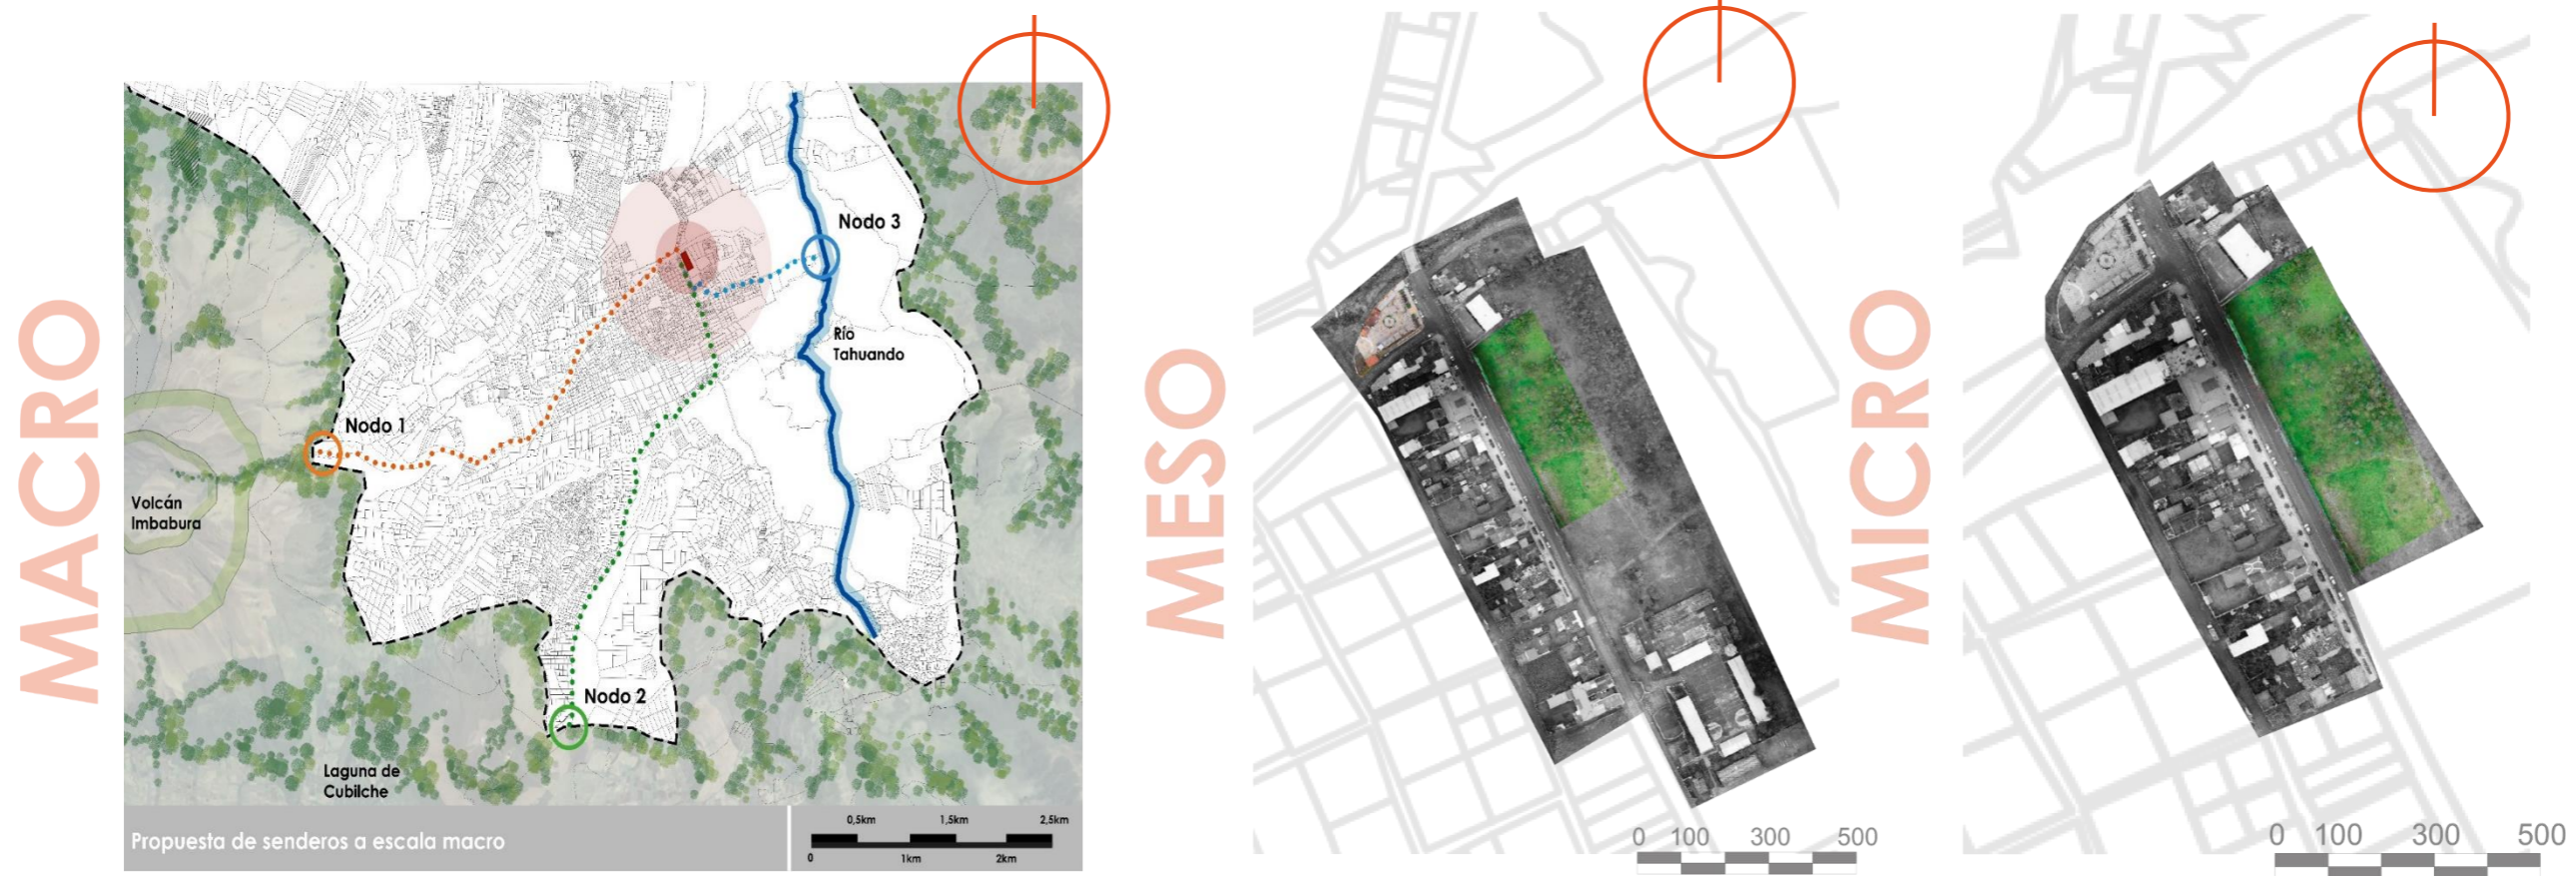 MACRO
Nodo 3
Río
Tahuando
Nodo 1
Volcán
Imbabura
Nodo 2
Laguna de
Cubilche
Propuesta de senderos a escala macro
0,5km 1,5km 2,5km
0 1km 2km
MESO
0 100 300 500
MICRO
0 100 300 500